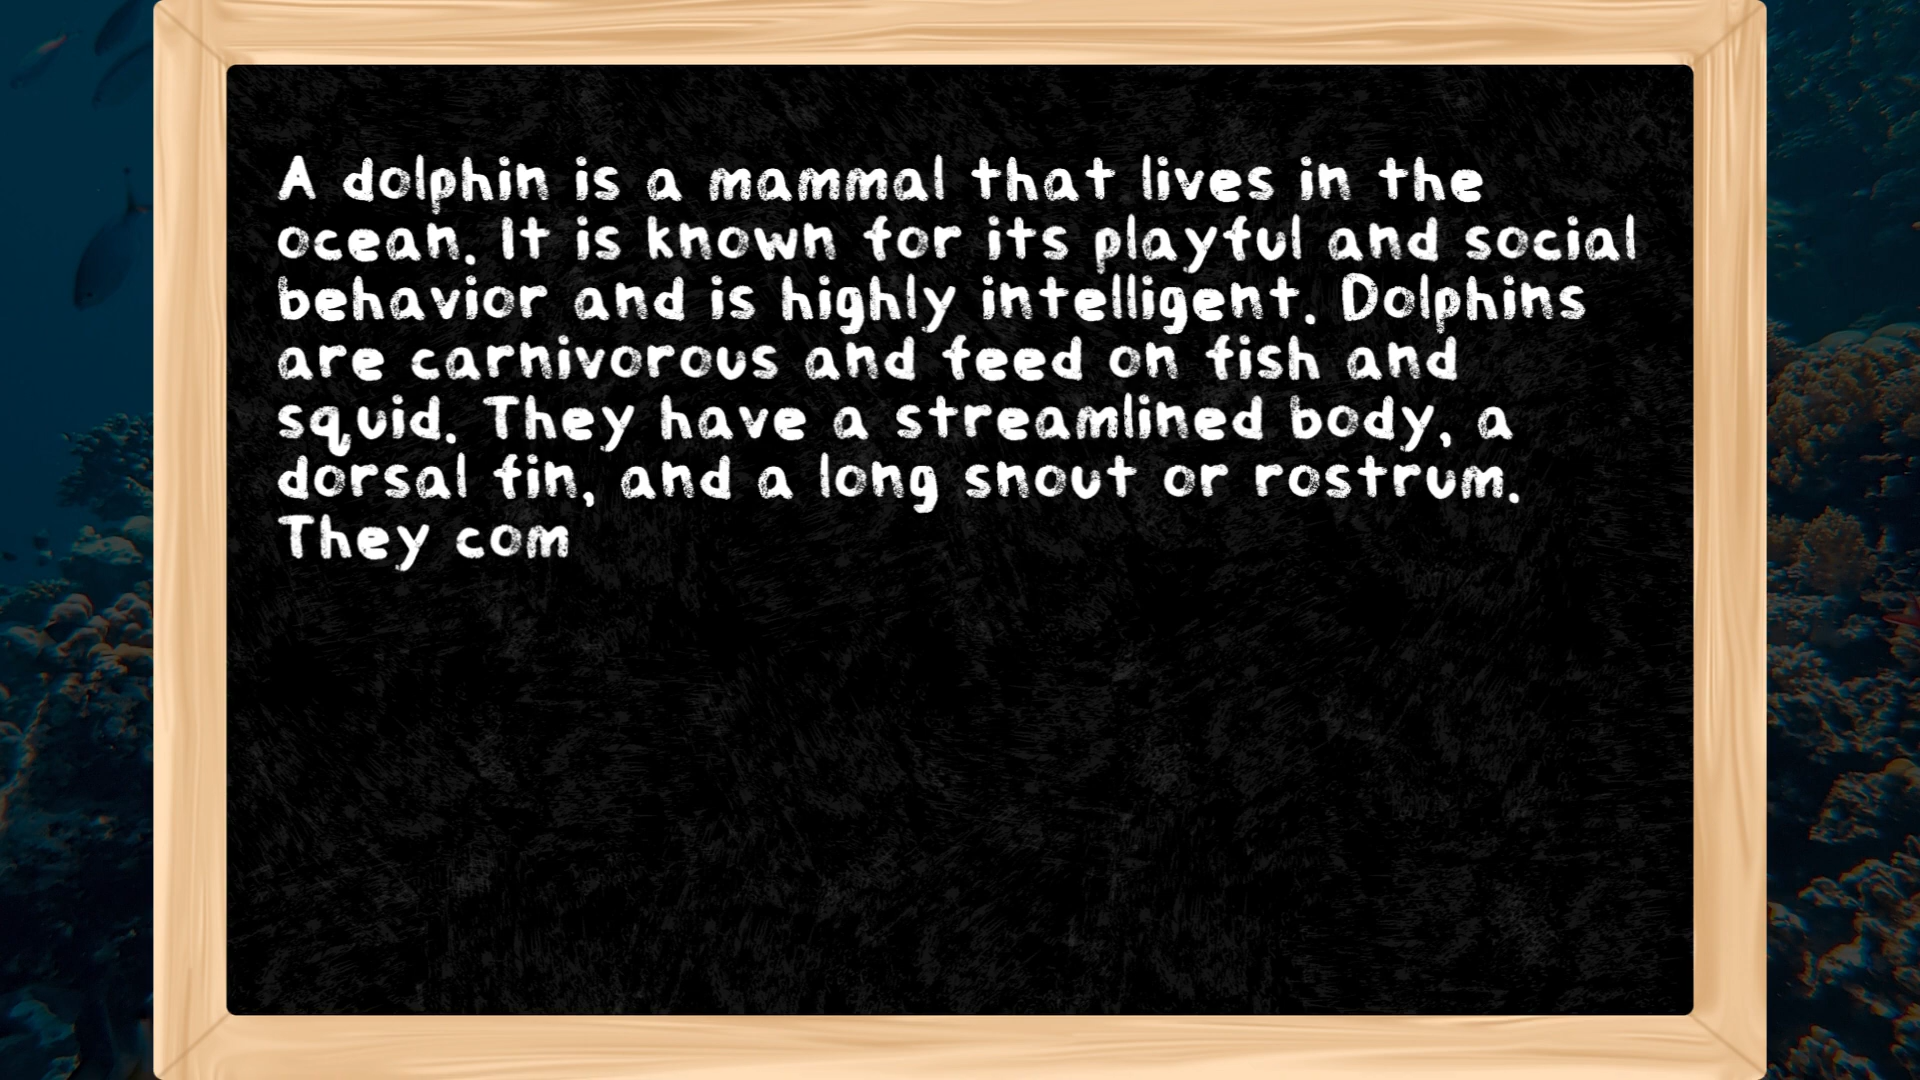 A dolphin is a mammal that lives in the
ocean. It is known for its playful and social
behavior and is highly intelligent. Dolphins
are carnivorous and feed on fish and
squid. They have a streamlined body, a
dorsal fin, and a long snout or rostrum.
They com